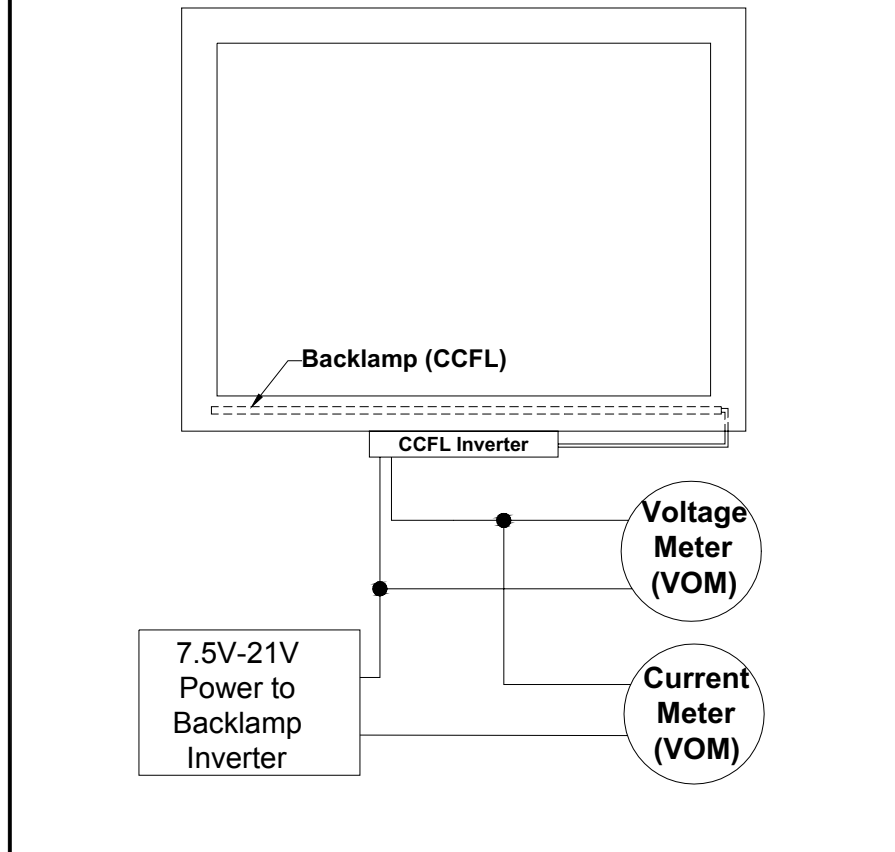 Backlamp (CCFL)
CCFL Inverter
Voltage
Meter
(VOM)
7.5V-21V
Power to
Backlamp
Inverter
Current
Meter
(VOM)